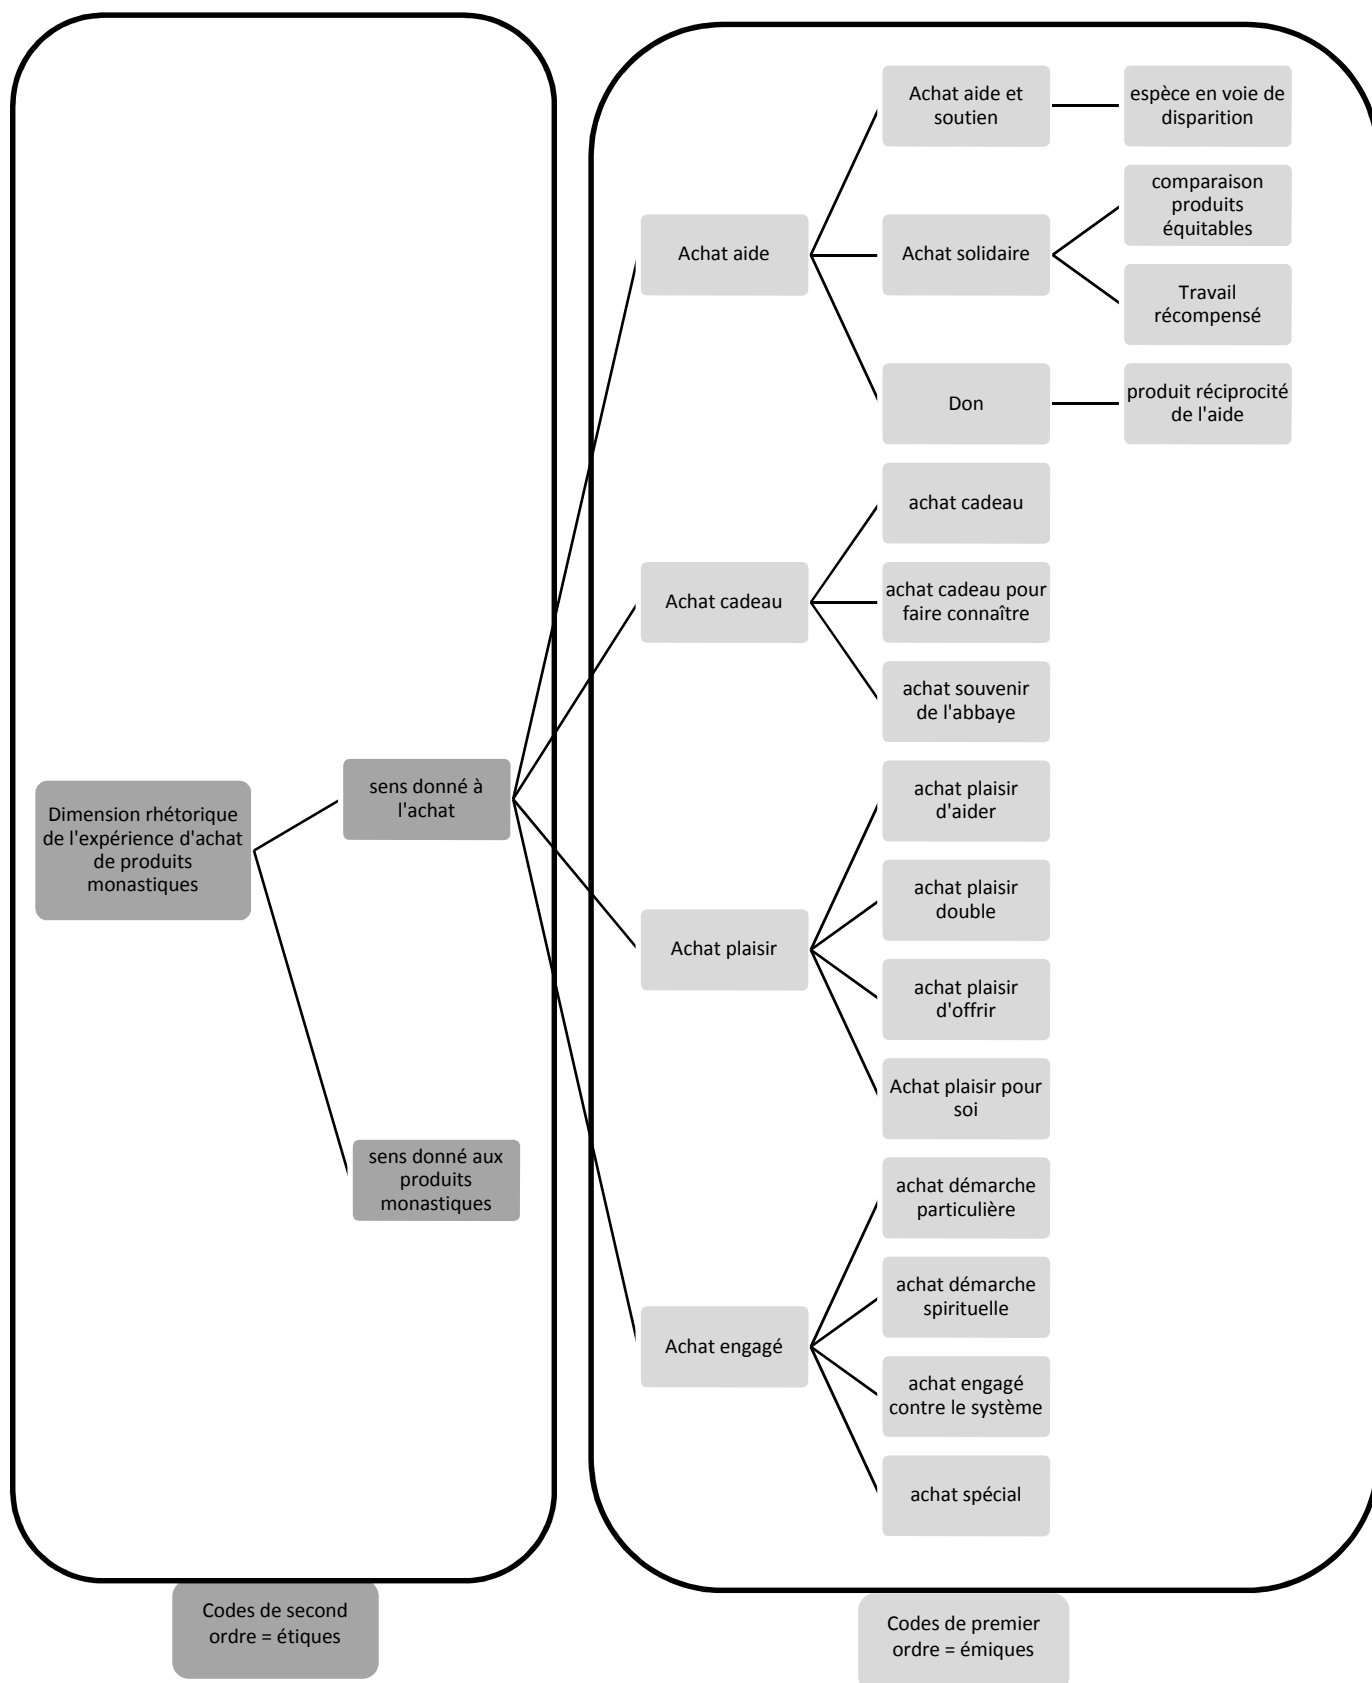 Dimension rhétorique
de l'expérience d'achat
de produits
monastiques
sens donné à
l'achat
sens donné aux
produits
monastiques
Achat aide
Achat aide et
soutien
espèce en voie de
disparition
Achat solidaire
comparaison
produits
équitables
Travail
récompensé
Don
produit réciprocité
de l'aide
Achat cadeau
achat cadeau
achat cadeau pour
faire connaître
achat souvenir
de l'abbaye
Achat plaisir
achat plaisir
d'aider
achat plaisir
double
achat plaisir
d'offrir
Achat plaisir pour
soi
Achat engagé
achat démarche
particulière
achat démarche
spirituelle
achat engagé
contre le système
achat spécial
Codes de second
ordre = étiques
Codes de premier
ordre = émiques